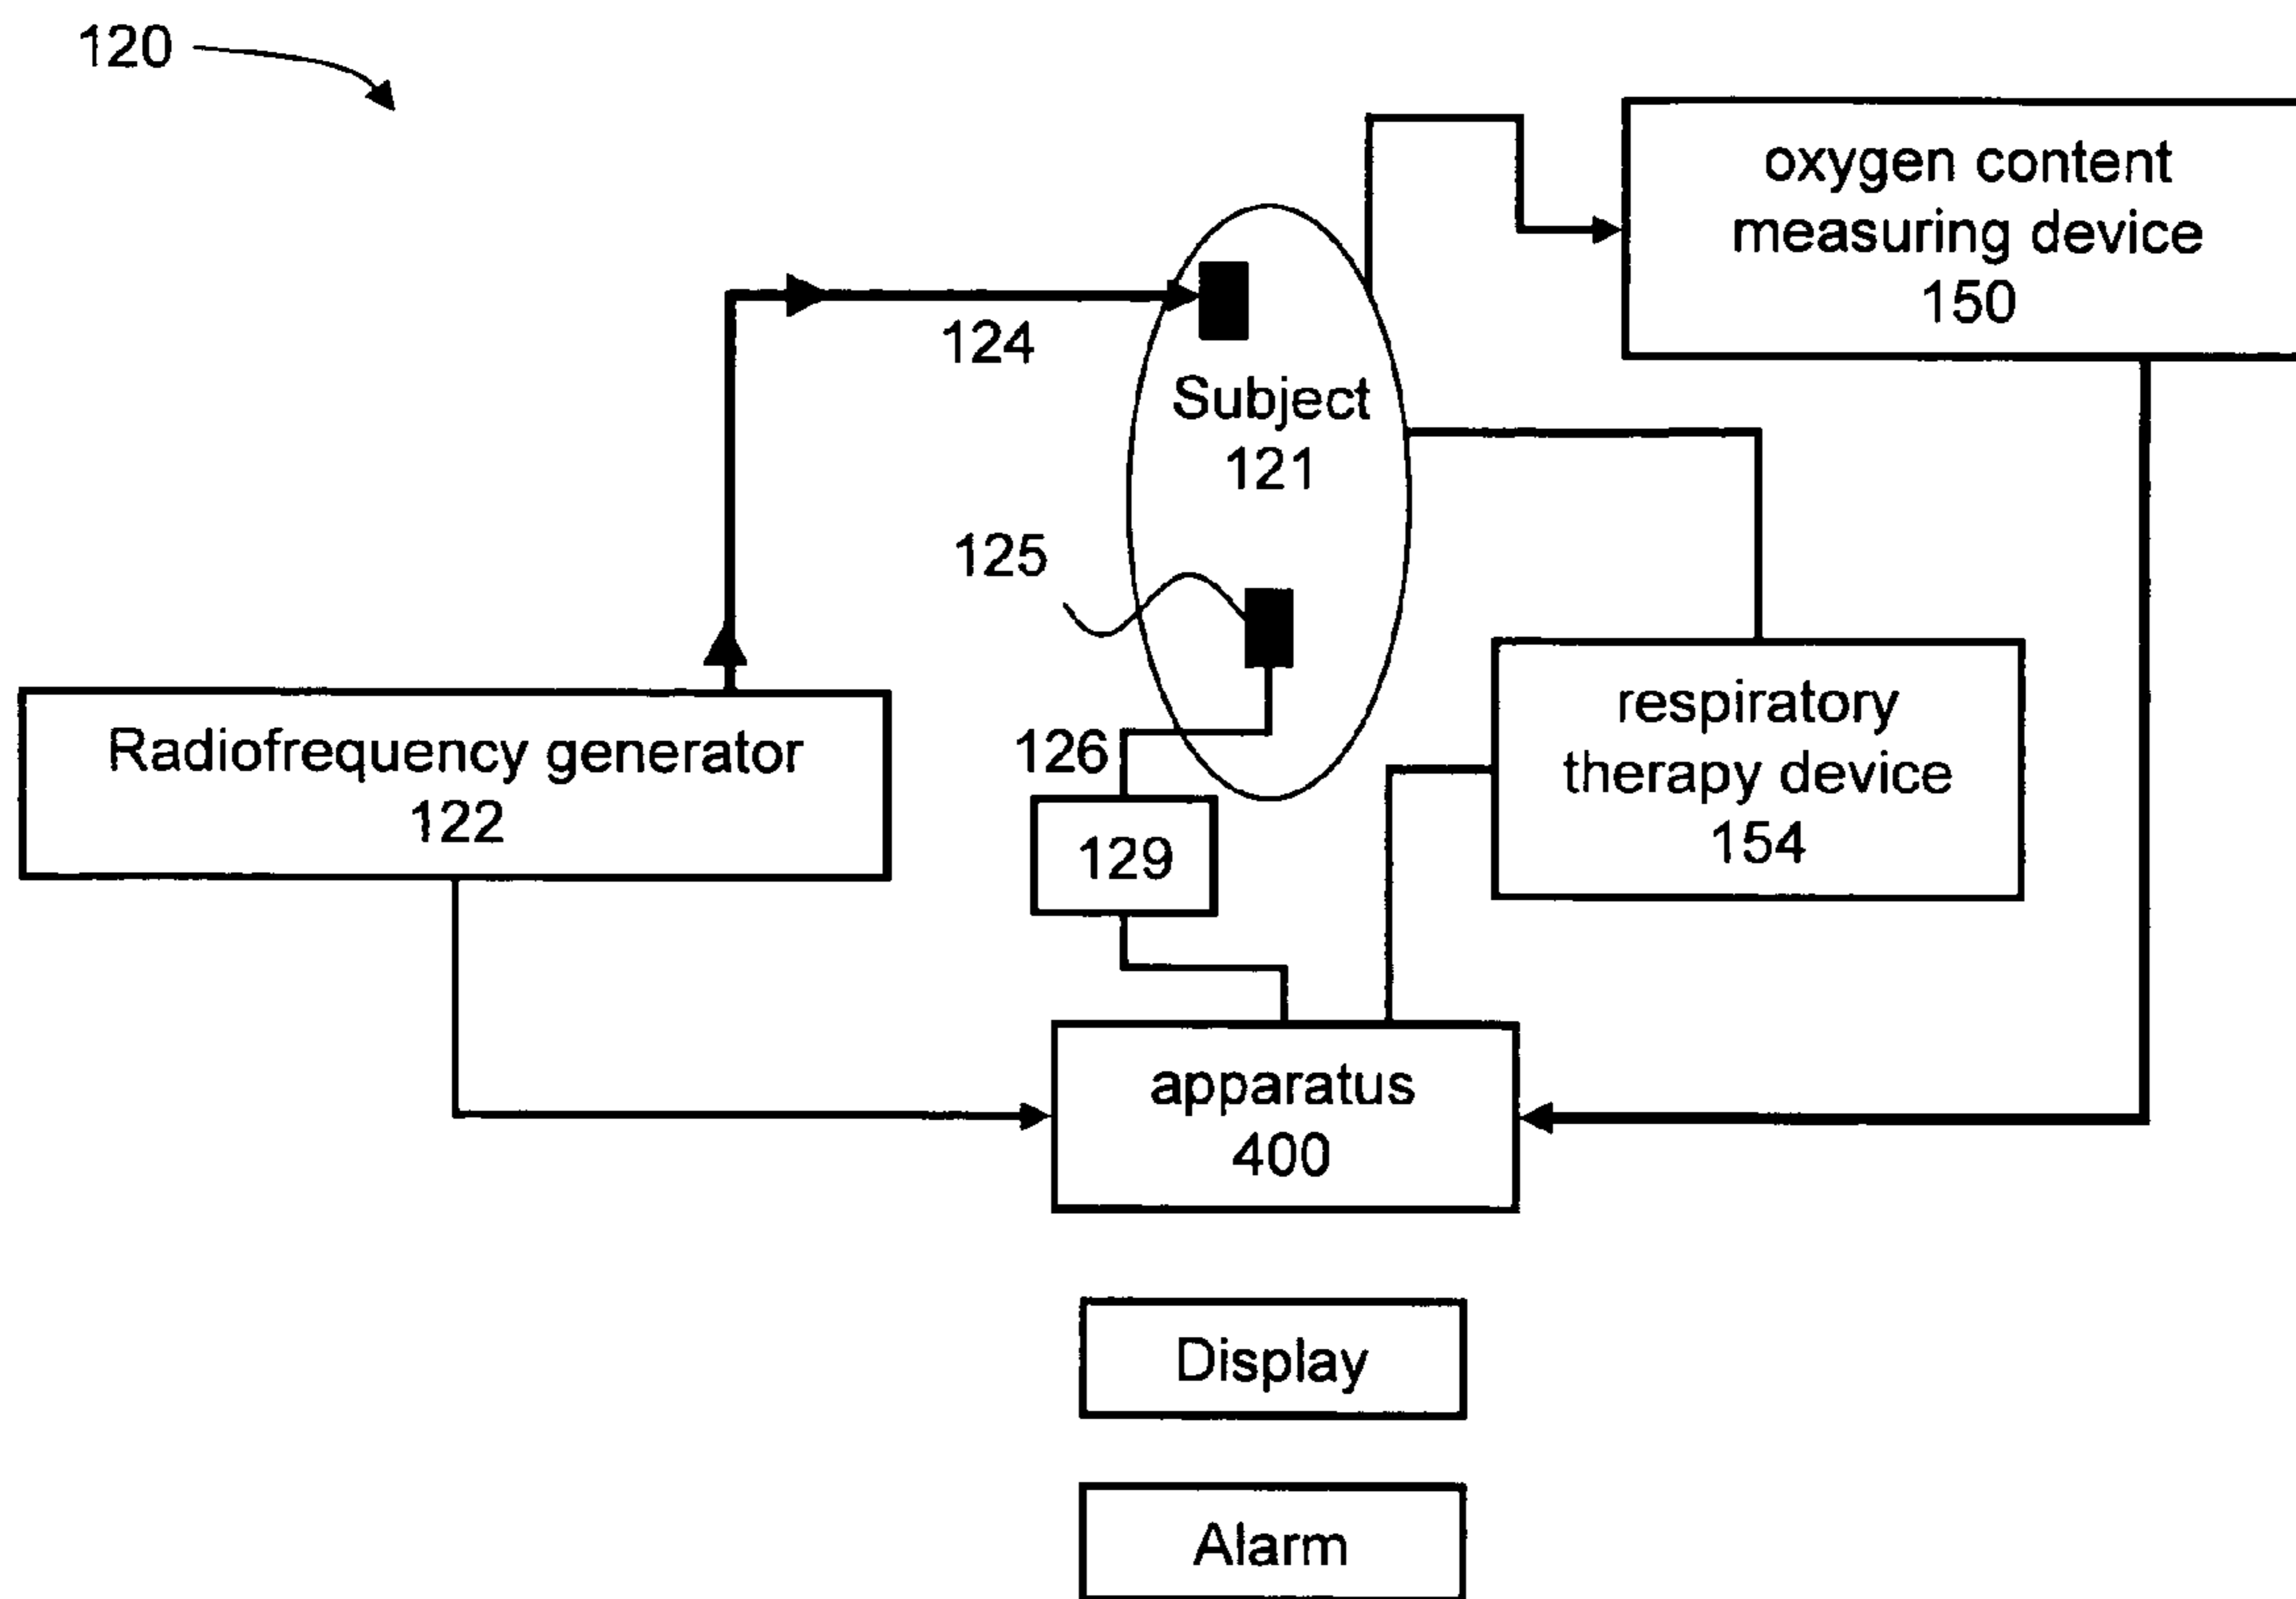 120
oxygen content
measuring device
150
124
Subject
121
125
126
Radiofrequency generator
122
respiratory
therapy device
154
129
apparatus
400
Display
Alarm